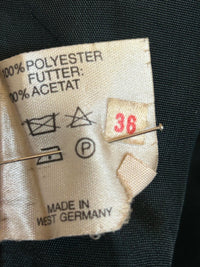 100% POLYESTER
FUTTER:
100% ACETAT
36
P
MADE IN
WEST GERMANY